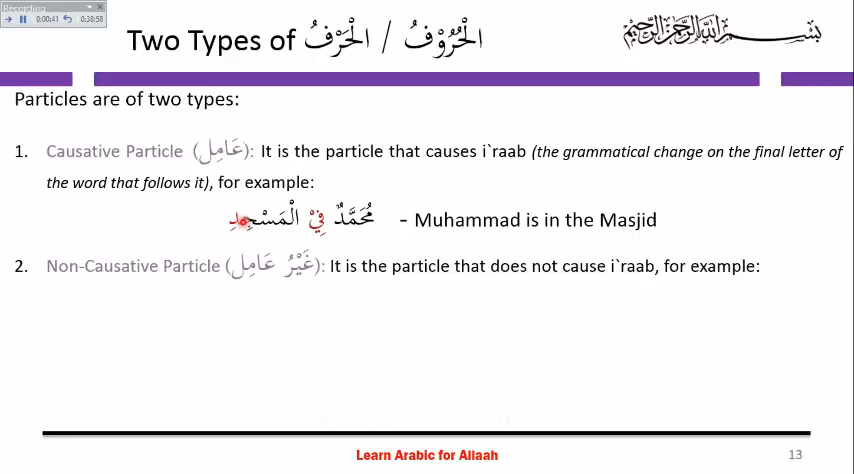 Recording
0:00:41 0:38:58
Two Types of الْحُرُوْفُ / الْحَرْفُ
بِسْمِ اللَّهِ الرَّحْمَٰنِ الرَّحِيمِ
Particles are of two types:
1. Causative Particle (عَامِل): It is the particle that causes i`raab (the grammatical change on the final letter of
the word that follows it), for example:
مُحَمَّدٌ فِيْ الْمَسْجِدِ - Muhammad is in the Masjid
2. Non-Causative Particle (غَيْرُ عَامِل): It is the particle that does not cause i`raab, for example:
Learn Arabic for Allaah
13